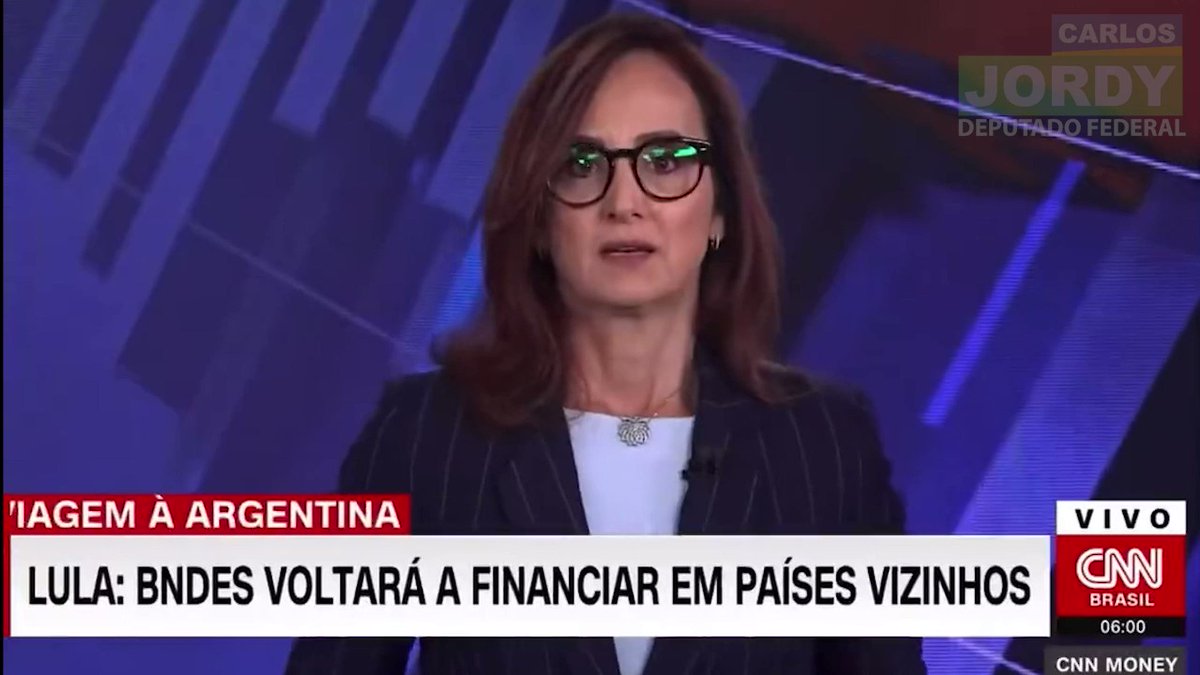 CARLOS
JORDY
DEPUTADO FEDERAL
VIAGEM À ARGENTINA
LULA: BNDES VOLTARÁ A FINANCIAR EM PAÍSES VIZINHOS
VIVO
CNN
BRASIL
06:00
CNN MONEY